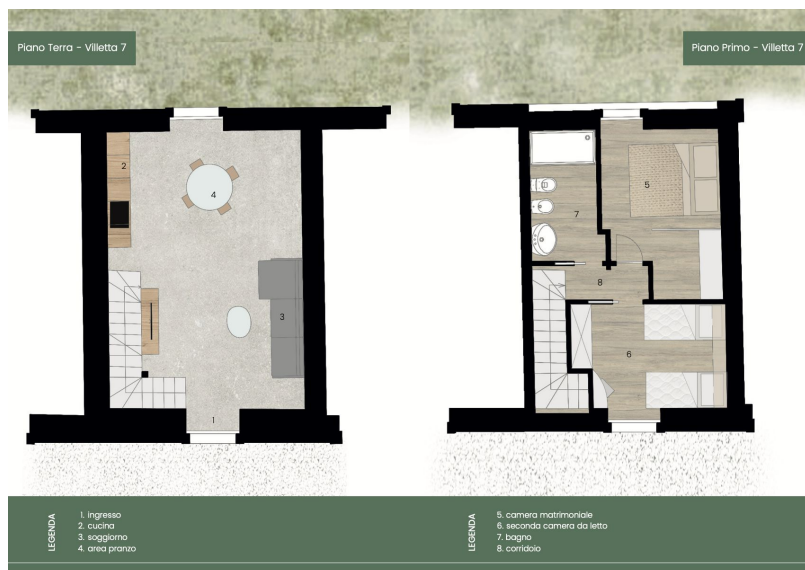 Piano Terra - Villetta 7
Piano Primo - Villetta 7
2
4
3
1
5
7
8
6
LEGENDA
1. ingresso
2. cucina
3. soggiorno
4. area pranzo
LEGENDA
5. camera matrimoniale
6. seconda camera da letto
7. bagno
8. corridoio